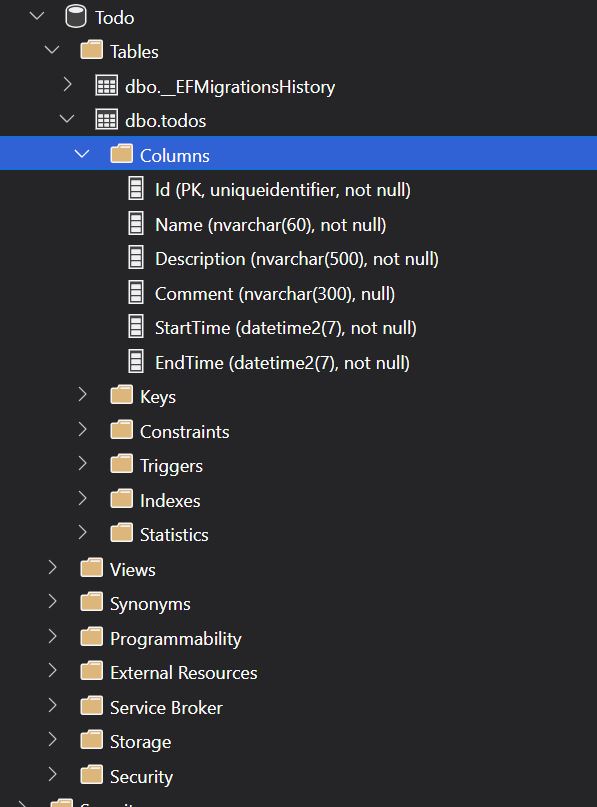 Todo
Tables
dbo.__EFMigrationsHistory
dbo.todos
Columns
Id (PK, uniqueidentifier, not null)
Name (nvarchar(60), not null)
Description (nvarchar(500), not null)
Comment (nvarchar(300), null)
StartTime (datetime2(7), not null)
EndTime (datetime2(7), not null)
Keys
Constraints
Triggers
Indexes
Statistics
Views
Synonyms
Programmability
External Resources
Service Broker
Storage
Security